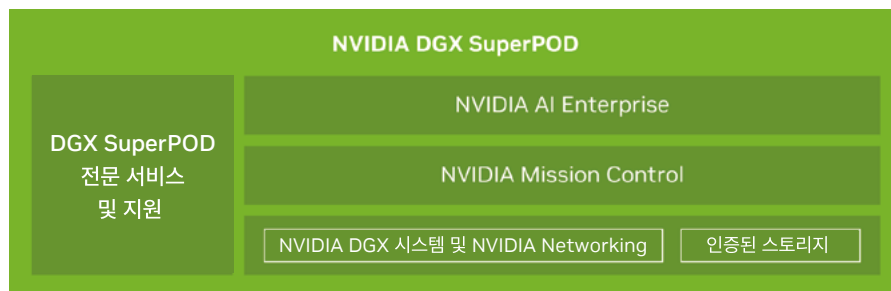 NVIDIA DGX SuperPOD
DGX SuperPOD
전문 서비스
및 지원
NVIDIA AI Enterprise
NVIDIA Mission Control
NVIDIA DGX 시스템 및 NVIDIA Networking
인증된 스토리지